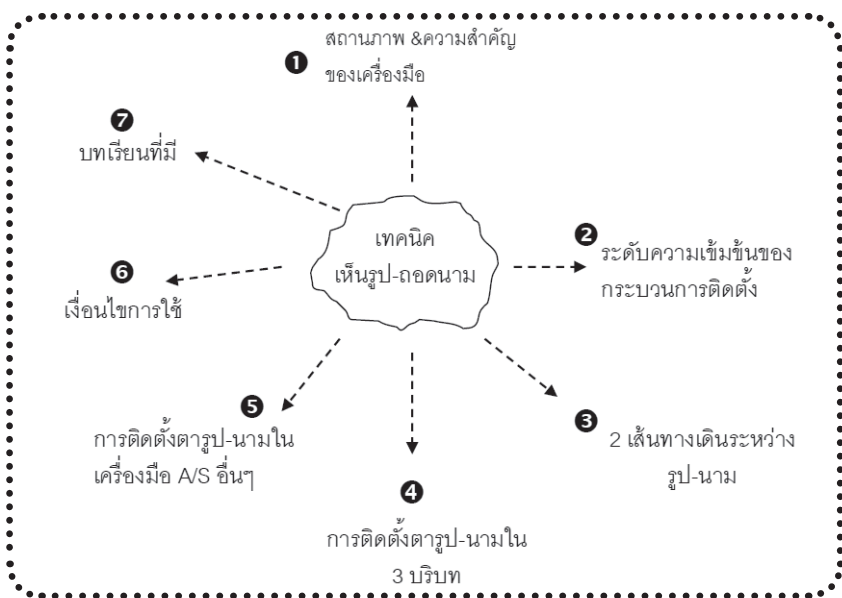 ❶ สถานภาพ &ความสำคัญ
ของเครื่องมือ
เทคนิค
เห็นรูป-ถอดนาม
❷ ระดับความเข้มข้นของ
กระบวนการติดตั้ง
❸ 2 เส้นทางเดินระหว่าง
รูป-นาม
❹
การติดตั้งตารูป-นามใน
3 บริบท
❺
การติดตั้งตารูป-นามใน
เครื่องมือ A/S อื่นๆ
❻
เงื่อนไขการใช้
❼
บทเรียนที่มี